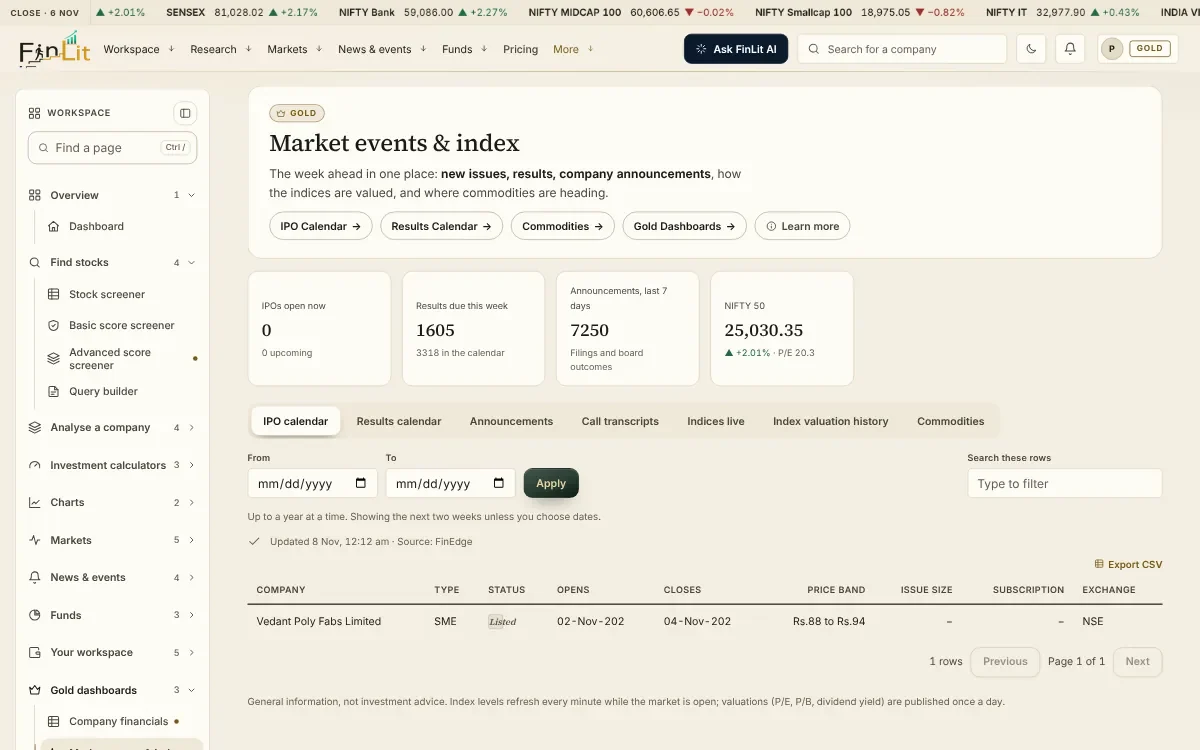 CLOSE · 6 NOV ▲ +2.01% SENSEX 81,028.02 ▲ +2.17% NIFTY Bank 59,086.00 ▲ +2.27% NIFTY MIDCAP 100 60,606.65 ▼ −0.02% NIFTY Smallcap 100 18,975.05 ▼ −0.82% NIFTY IT 32,977.90 ▲ +0.43% INDIA VI
FinLit Workspace Research Markets News & events Funds Pricing More Ask FinLit AI Search for a company P GOLD
WORKSPACE
Find a page Ctrl /
Overview 1
Dashboard
Find stocks 4
Stock screener
Basic score screener
Advanced score
screener
Query builder
Analyse a company 4
Investment calculators 3
Charts 2
Markets 5
News & events 4
Funds 3
Your workspace 5
Gold dashboards 3
Company financials
GOLD
Market events & index
The week ahead in one place: new issues, results, company announcements, how
the indices are valued, and where commodities are heading.
IPO Calendar → Results Calendar → Commodities → Gold Dashboards → Learn more
IPOs open now
0
0 upcoming
Results due this week
1605
3318 in the calendar
Announcements, last 7
days
7250
Filings and board
outcomes
NIFTY 50
25,030.35
▲ +2.01% · P/E 20.3
IPO calendar Results calendar Announcements Call transcripts Indices live Index valuation history Commodities
From To Search these rows
mm/dd/yyyy mm/dd/yyyy Apply Type to filter
Up to a year at a time. Showing the next two weeks unless you choose dates.
Updated 8 Nov, 12:12 am · Source: FinEdge
Export CSV
COMPANY TYPE STATUS OPENS CLOSES PRICE BAND ISSUE SIZE SUBSCRIPTION EXCHANGE
Vedant Poly Fabs Limited SME Listed 02-Nov-202 04-Nov-202 Rs.88 to Rs.94 – – NSE
1 rows Previous Page 1 of 1 Next
General information, not investment advice. Index levels refresh every minute while the market is open; valuations (P/E, P/B, dividend yield) are published once a day.